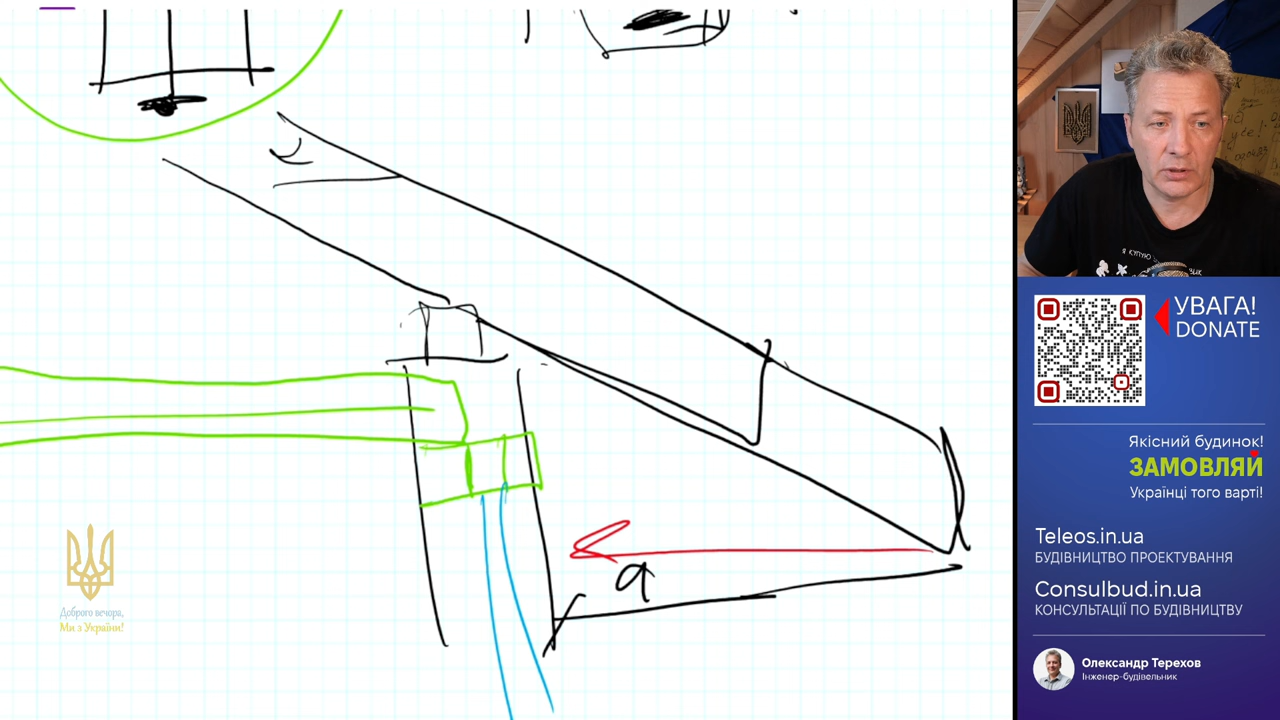 a
Доброго вечора,
Ми з України!
УВАГА!
DONATE
Якісний будинок!
ЗАМОВЛЯЙ
Українці того варті!
Teleos.in.ua
БУДІВНИЦТВО ПРОЕКТУВАННЯ
Consulbud.in.ua
КОНСУЛЬТАЦІЇ ПО БУДІВНИЦТВУ
Олександр Терехов
Інженер-будівельник